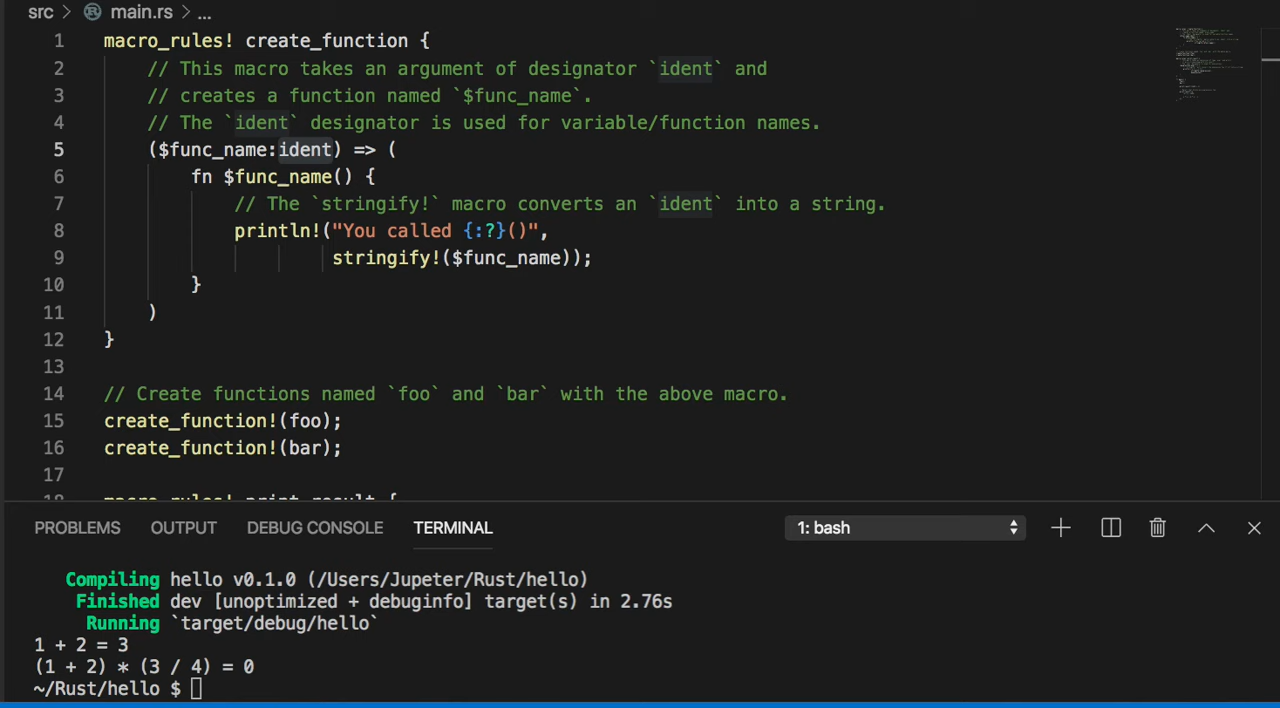 src > main.rs > ...
1 macro_rules! create_function {
2 // This macro takes an argument of designator `ident` and
3 // creates a function named `$func_name`.
4 // The `ident` designator is used for variable/function names.
5 ($func_name:ident) => (
6 fn $func_name() {
7 // The `stringify!` macro converts an `ident` into a string.
8 println!("You called {:?}()",
9 stringify!($func_name));
10 }
11 )
12 }
13
14 // Create functions named `foo` and `bar` with the above macro.
15 create_function!(foo);
16 create_function!(bar);
17
18 macro_rules! print_result {
PROBLEMS OUTPUT DEBUG CONSOLE TERMINAL 1: bash
Compiling hello v0.1.0 (/Users/Jupeter/Rust/hello)
Finished dev [unoptimized + debuginfo] target(s) in 2.76s
Running `target/debug/hello`
1 + 2 = 3
(1 + 2) * (3 / 4) = 0
~/Rust/hello $